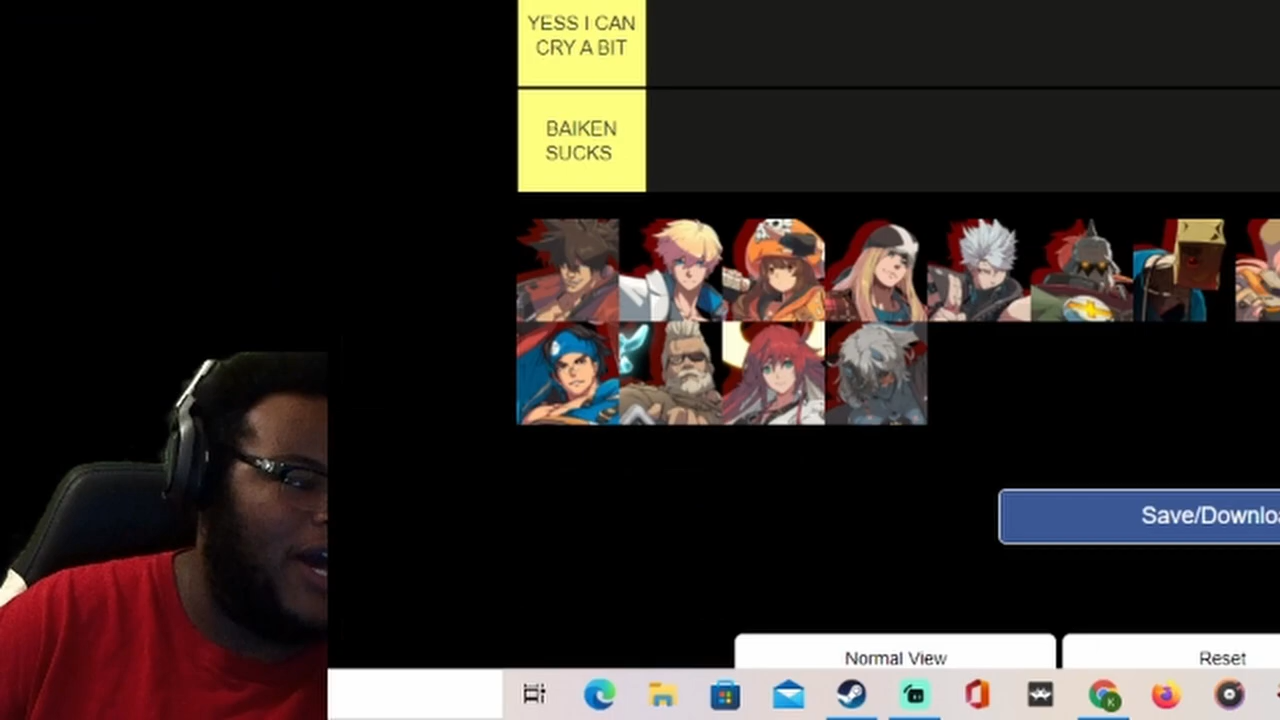 YESS I CAN
CRY A BIT
BAIKEN
SUCKS
Save/Downlo
Normal View
Reset